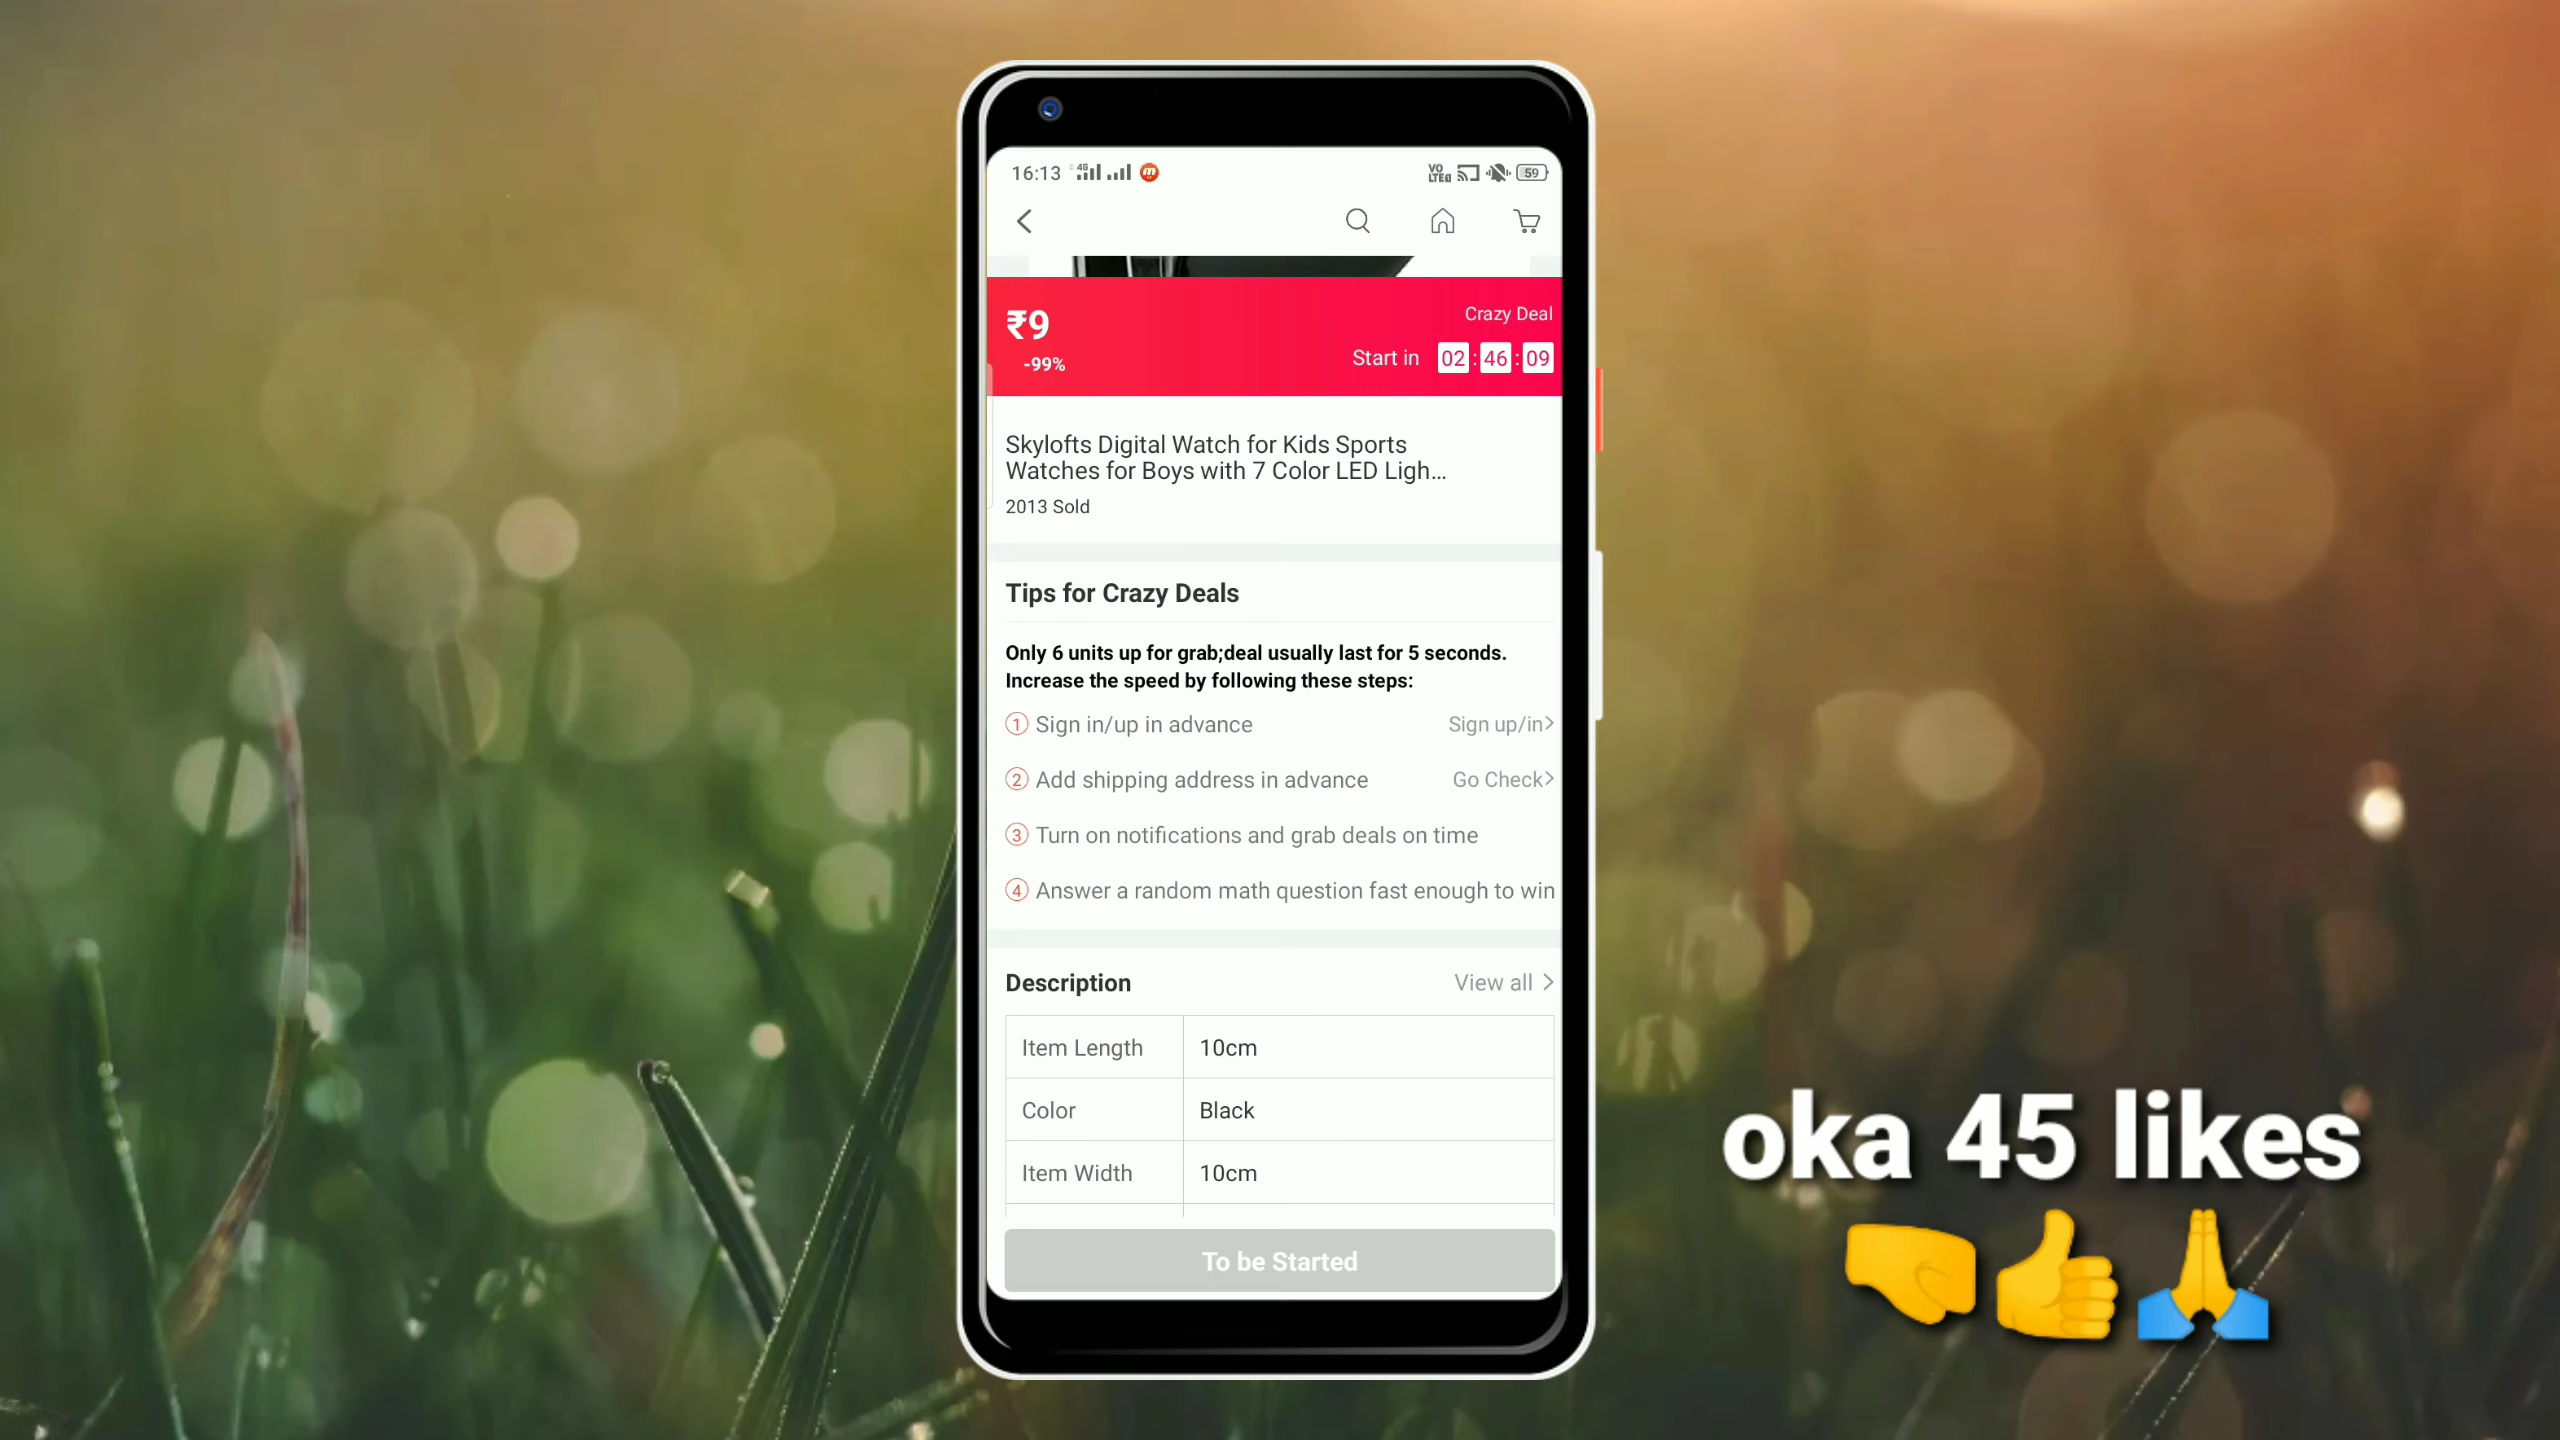 16:13 4G VO LTE 59
₹9
-99%
Crazy Deal
Start in 02 : 46 : 09
Skylofts Digital Watch for Kids Sports
Watches for Boys with 7 Color LED Ligh...
2013 Sold
Tips for Crazy Deals
Only 6 units up for grab;deal usually last for 5 seconds.
Increase the speed by following these steps:
1 Sign in/up in advance Sign up/in>
2 Add shipping address in advance Go Check>
3 Turn on notifications and grab deals on time
4 Answer a random math question fast enough to win
Description View all >
Item Length 10cm
Color Black
Item Width 10cm
To be Started
oka 45 likes
🤜👍🙏